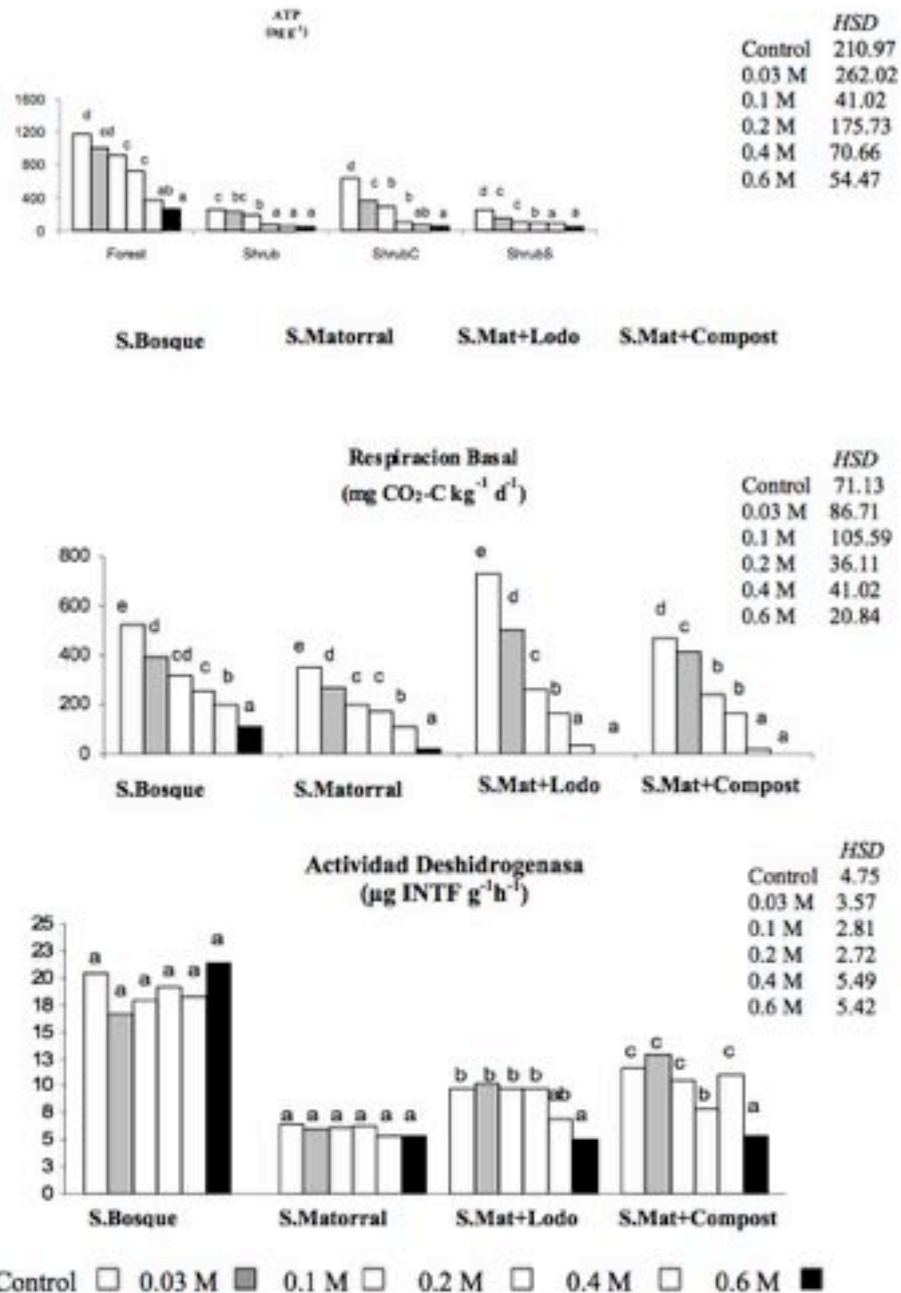 ATP
HSD
Control 210.97
0.03 M 262.02
0.1 M 41.02
0.2 M 175.73
0.4 M 70.66
0.6 M 54.47
1600
1200
800
400
0
d cd c c ab a
c bc b a a a
d c b b ab a
d c c b a a
Forest Shrub ShrubC ShrubS
S.Bosque S.Matorral S.Mat+Lodo S.Mat+Compost
Respiracion Basal
(mg CO₂-C kg⁻¹ d⁻¹)
HSD
Control 71.13
0.03 M 86.71
0.1 M 105.59
0.2 M 36.11
0.4 M 41.02
0.6 M 20.84
800
600
400
200
0
e d cd c b a
e d c c b a
e d c b a a
d c b b a a
S.Bosque S.Matorral S.Mat+Lodo S.Mat+Compost
Actividad Deshidrogenasa
(µg INTF g⁻¹h⁻¹)
HSD
Control 4.75
0.03 M 3.57
0.1 M 2.81
0.2 M 2.72
0.4 M 5.49
0.6 M 5.42
25
23
20
18
15
13
10
8
5
3
0
a a a a a a
a a a a a a
b b b b ab a
c c c b c a
S.Bosque S.Matorral S.Mat+Lodo S.Mat+Compost
Control 0.03 M 0.1 M 0.2 M 0.4 M 0.6 M